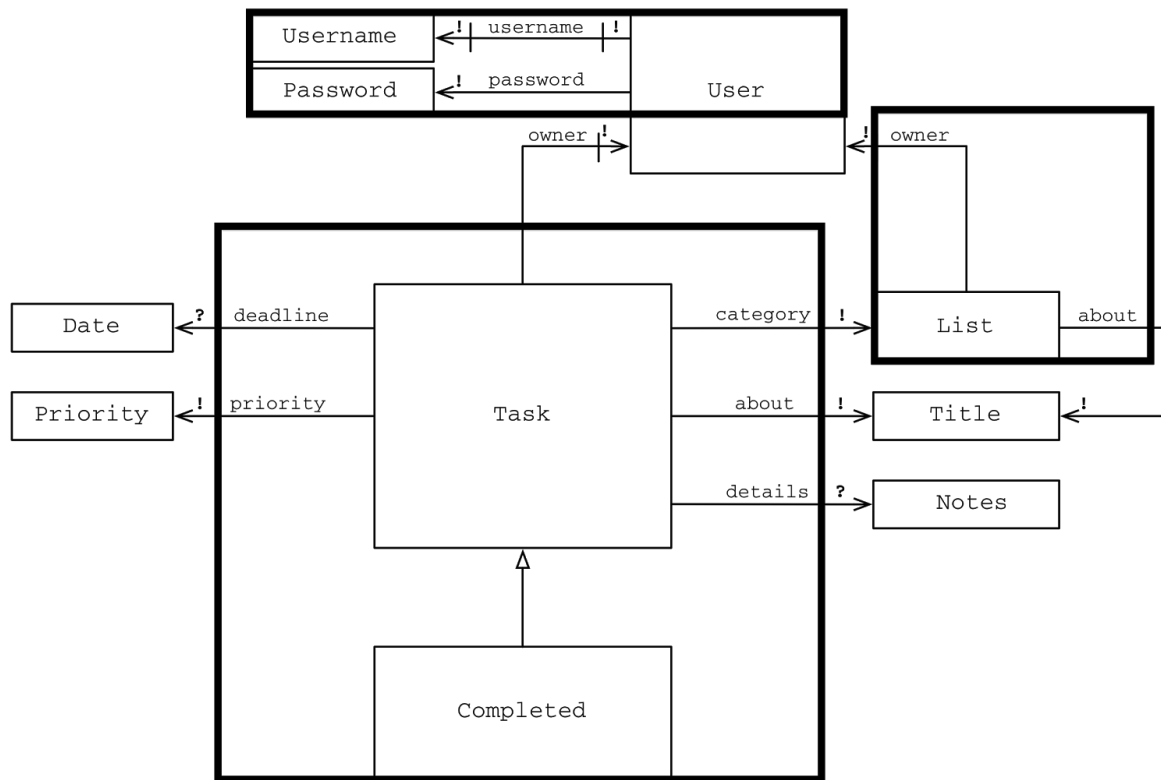 Username
! username !
Password
! password
User
owner !
! owner
Date
? deadline
category !
List
about
Priority
! priority
Task
about !
Title
!
details ?
Notes
Completed